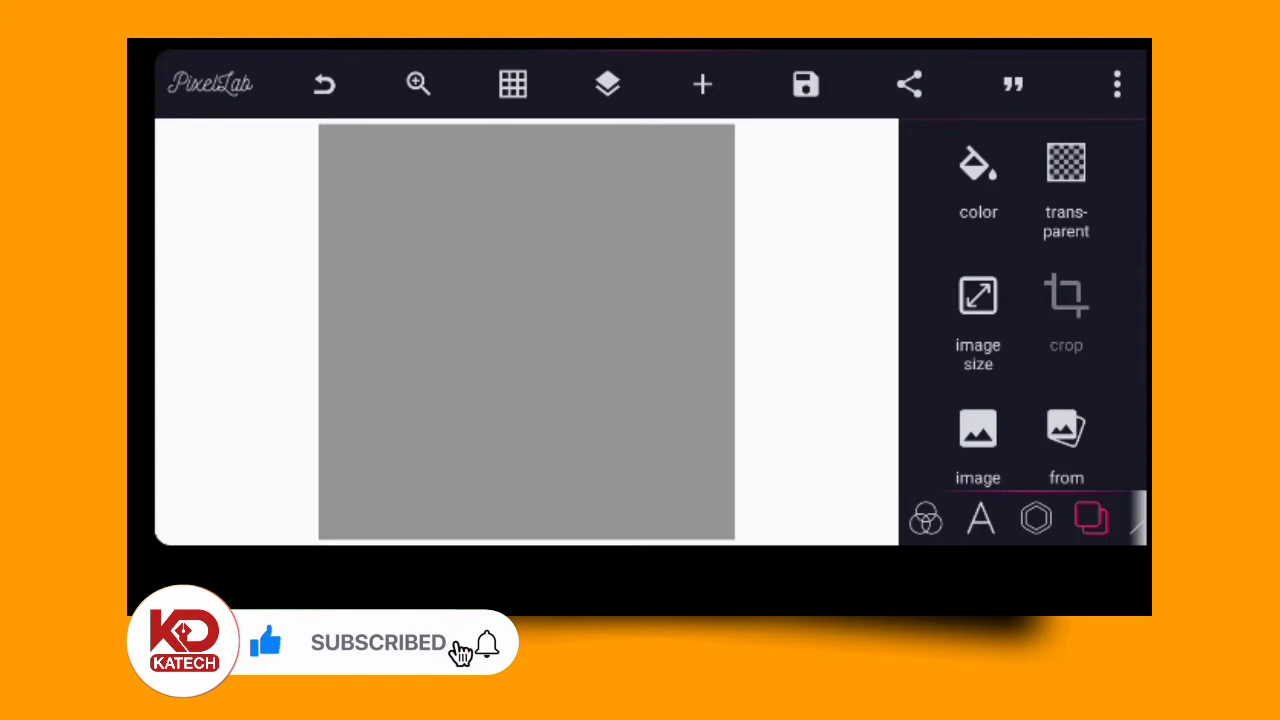 PixelLab
color
trans-
parent
image
size
crop
image
from
KD
KATECH
SUBSCRIBED